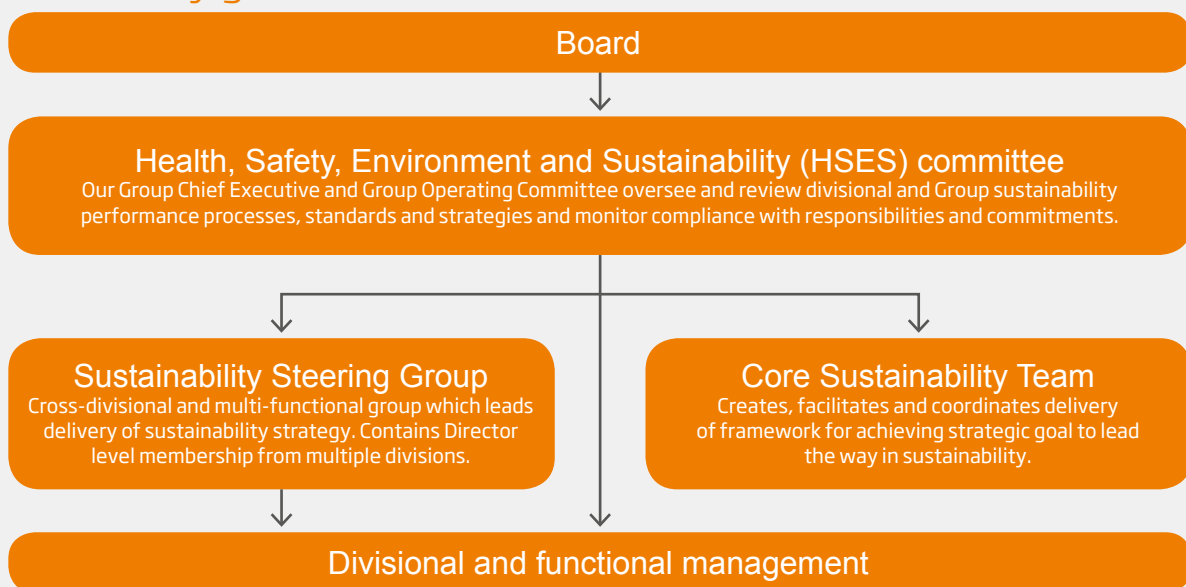 Board
Health, Safety, Environment and Sustainability (HSES) committee
Our Group Chief Executive and Group Operating Committee oversee and review divisional and Group sustainability
performance processes, standards and strategies and monitor compliance with responsibilities and commitments.
Sustainability Steering Group
Cross-divisional and multi-functional group which leads
delivery of sustainability strategy. Contains Director
level membership from multiple divisions.
Core Sustainability Team
Creates, facilitates and coordinates delivery
of framework for achieving strategic goal to lead
the way in sustainability.
Divisional and functional management